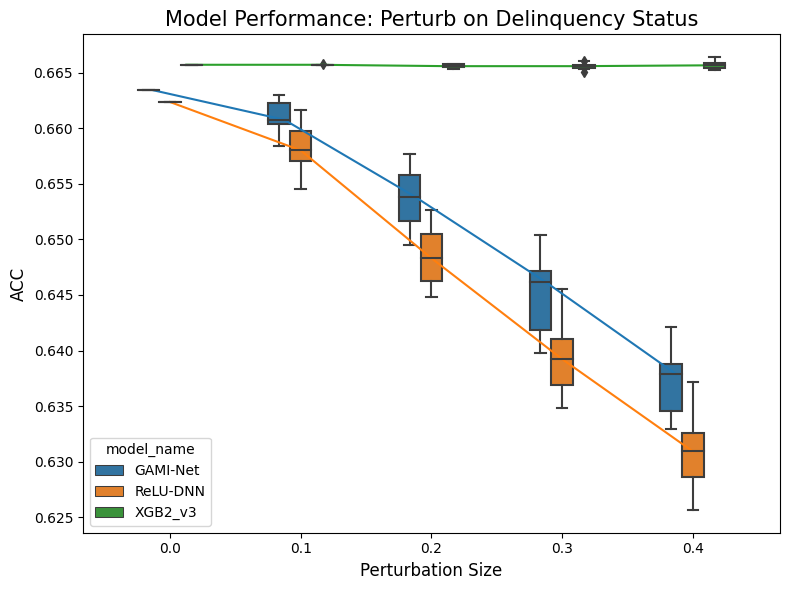 Model Performance: Perturb on Delinquency Status
ACC
0.665
0.660
0.655
0.650
0.645
0.640
0.635
0.630
0.625
model_name
GAMI-Net
ReLU-DNN
XGB2_v3
0.0 0.1 0.2 0.3 0.4
Perturbation Size